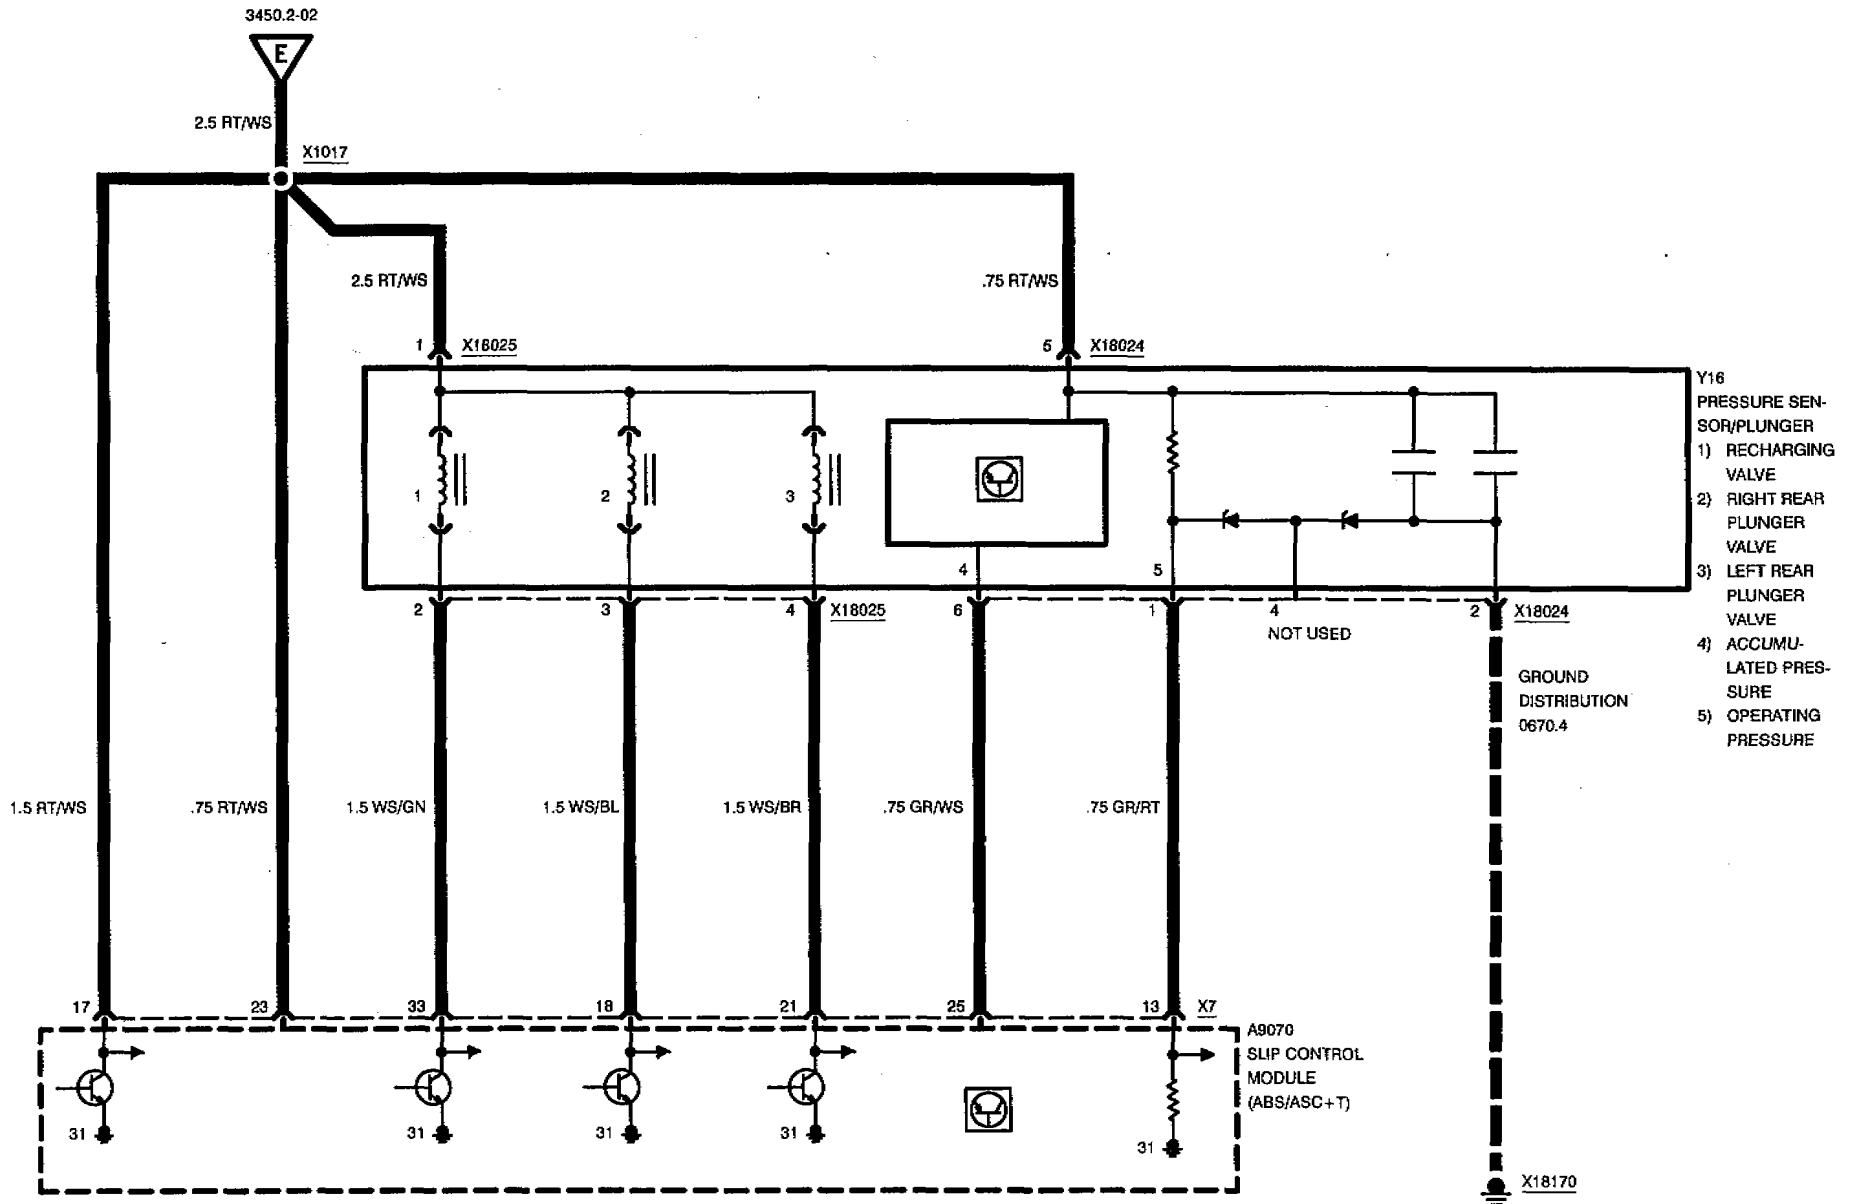 3450.2-02
E
2.5 RT/WS
X1017
2.5 RT/WS
.75 RT/WS
1
X18025
5
X18024
Y16
PRESSURE SEN-
SOR/PLUNGER
1) RECHARGING
VALVE
2) RIGHT REAR
PLUNGER
VALVE
3) LEFT REAR
PLUNGER
VALVE
4) ACCUMU-
LATED PRES-
SURE
5) OPERATING
PRESSURE
1
2
3
4
5
2
3
4
X18025
6
1
4
NOT USED
2
X18024
GROUND
DISTRIBUTION
0670.4
1.5 RT/WS
.75 RT/WS
1.5 WS/GN
1.5 WS/BL
1.5 WS/BR
.75 GR/WS
.75 GR/RT
17
23
33
18
21
25
13
X7
A9070
SLIP CONTROL
MODULE
(ABS/ASC+T)
31
31
31
31
31
X18170